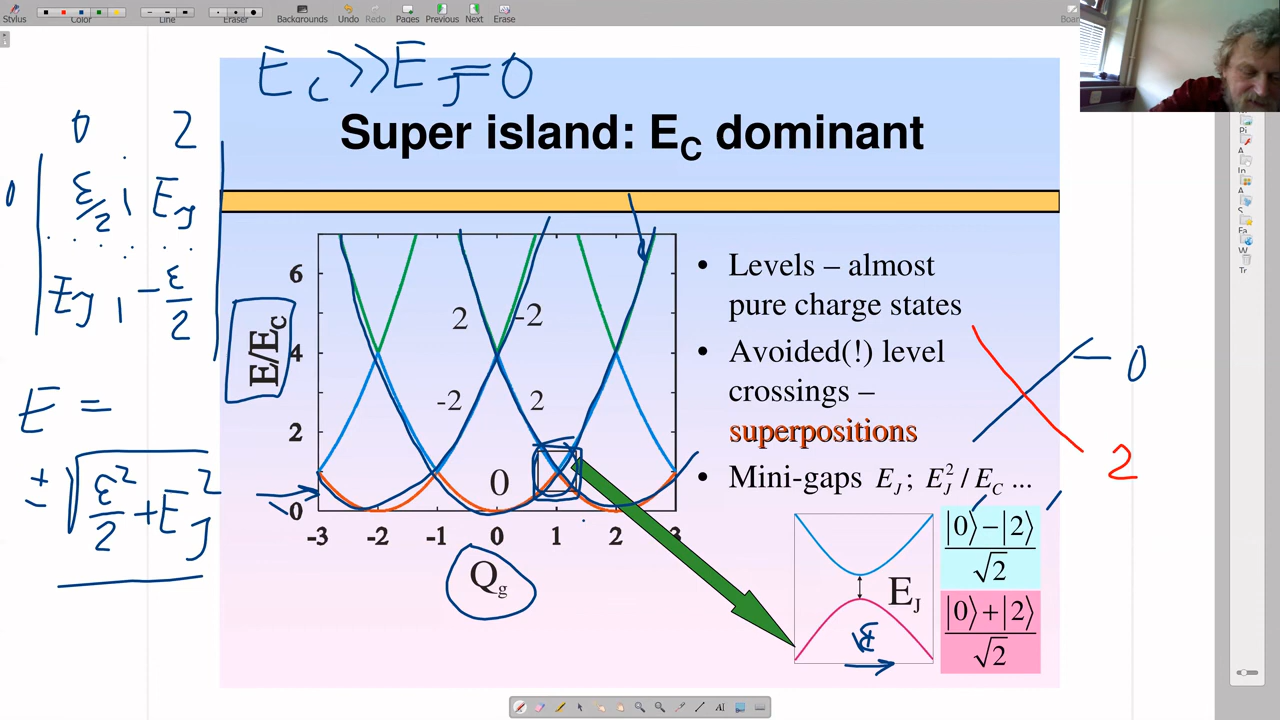 Stylus
Color
Line
Eraser
Backgrounds
Undo
Redo
Pages
Previous
Next
Erase
E_C >> E_J = 0
Super island: E_C dominant
0 2
0 ε/2 E_J
E_J -ε/2
E =
± √(ε²/2 + E_J²)
E/E_C
6
4
2
0
2 -2
-2 2
0
-3 -2 -1 0 1 2 3
Q_g
• Levels – almost
pure charge states
• Avoided(!) level
crossings –
superpositions
• Mini-gaps E_J; E_J²/E_C ...
0
2
E_J
ε
|0⟩−|2⟩
√2
|0⟩+|2⟩
√2
AI